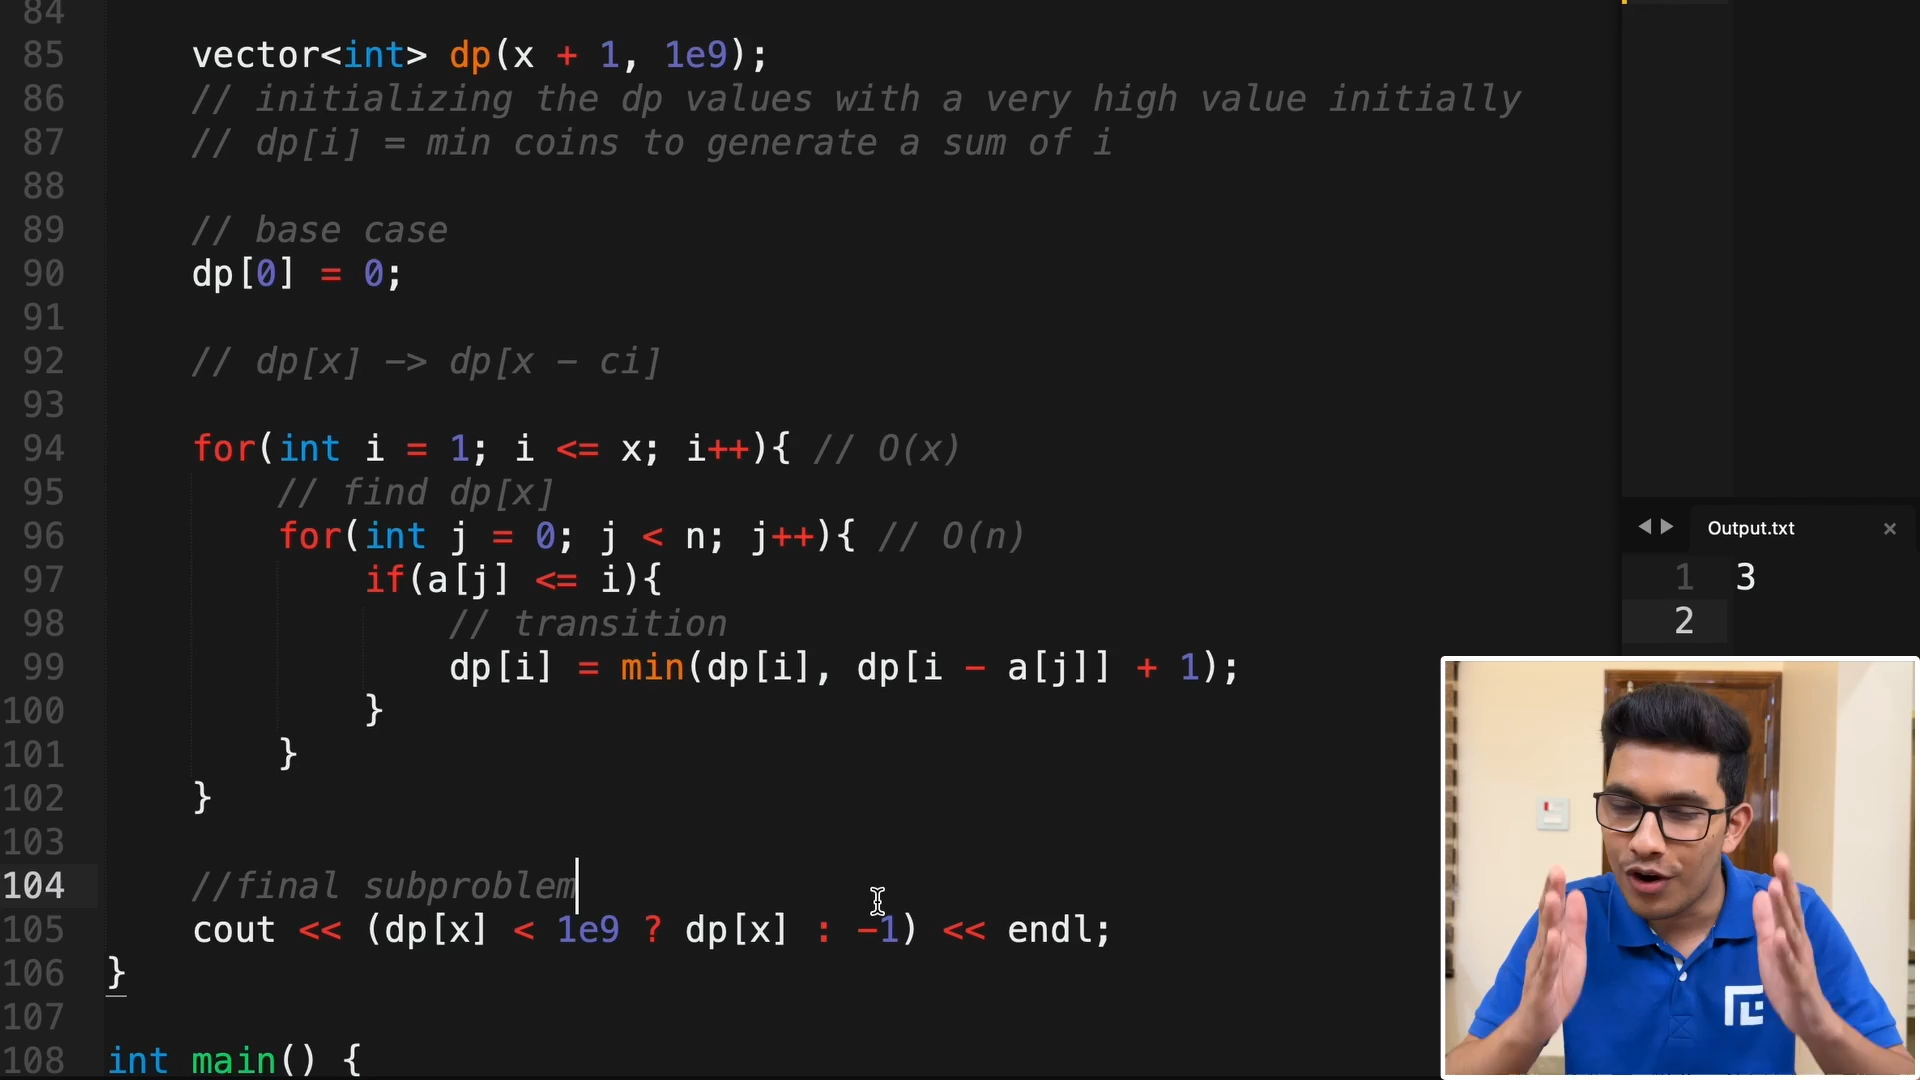 84
85 vector<int> dp(x + 1, 1e9);
86 // initializing the dp values with a very high value initially
87 // dp[i] = min coins to generate a sum of i
88
89 // base case
90 dp[0] = 0;
91
92 // dp[x] -> dp[x - ci]
93
94 for(int i = 1; i <= x; i++){ // O(x)
95 // find dp[x]
96 for(int j = 0; j < n; j++){ // O(n)
97 if(a[j] <= i){
98 // transition
99 dp[i] = min(dp[i], dp[i - a[j]] + 1);
100 }
101 }
102 }
103
104 //final subproblem
105 cout << (dp[x] < 1e9 ? dp[x] : -1) << endl;
106 }
107
108 int main() {
Output.txt ×
1 3
2